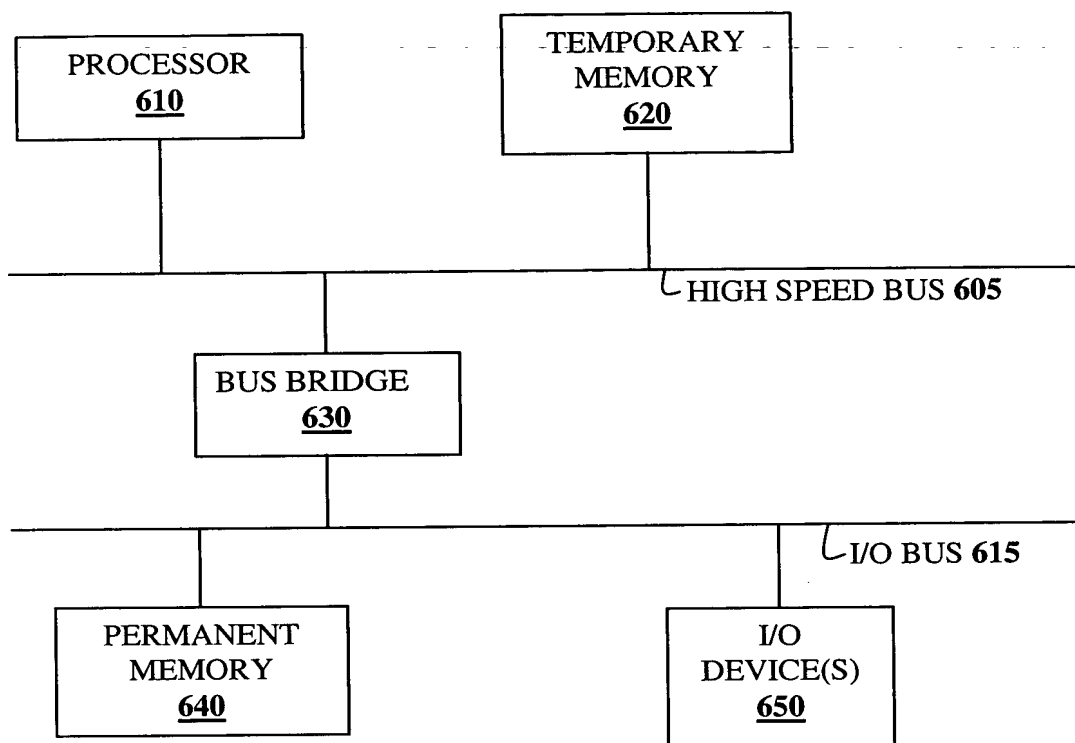 PROCESSOR
610
TEMPORARY
MEMORY
620
HIGH SPEED BUS 605
BUS BRIDGE
630
I/O BUS 615
PERMANENT
MEMORY
640
I/O
DEVICE(S)
650